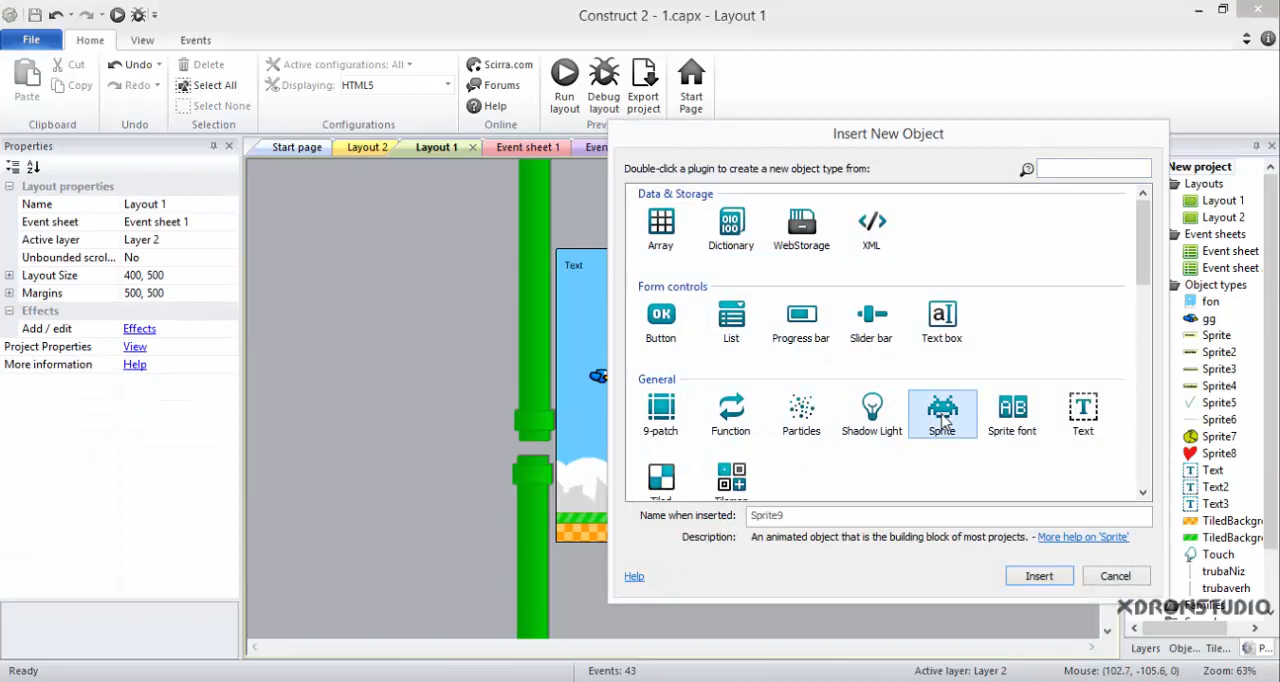 Construct 2 - 1.capx - Layout 1
File Home View Events
Paste
Cut
Copy
Clipboard
Undo
Redo
Undo
Delete
Select All
Select None
Selection
Active configurations: All
Displaying: HTML5
Configurations
Scirra.com
Forums
Help
Online
Run layout
Debug layout
Export project
Start Page
Prev
Properties
Start page Layout 2 Layout 1 Event sheet 1 Even
Layout properties
Name Layout 1
Event sheet Event sheet 1
Active layer Layer 2
Unbounded scrol... No
Layout Size 400, 500
Margins 500, 500
Effects
Add / edit Effects
Project Properties View
More information Help
Text
Insert New Object
Double-click a plugin to create a new object type from:
Data & Storage
Array Dictionary WebStorage XML
Form controls
Button List Progress bar Slider bar Text box
General
9-patch Function Particles Shadow Light Sprite Sprite font Text
Tiled Tilemap
Name when inserted: Sprite9
Description: An animated object that is the building block of most projects. - More help on 'Sprite'
Help Insert Cancel
New project
Layouts
Layout 1
Layout 2
Event sheets
Event sheet
Event sheet
Object types
fon
gg
Sprite
Sprite2
Sprite3
Sprite4
Sprite5
Sprite6
Sprite7
Sprite8
Text
Text2
Text3
TiledBackgr
TiledBackgr
Touch
trubaNiz
trubaverh
Families
XDRONSTUDIO
Layers Obje... Tile... P...
Ready Events: 43 Active layer: Layer 2 Mouse: (102.7, -105.6, 0) Zoom: 63%